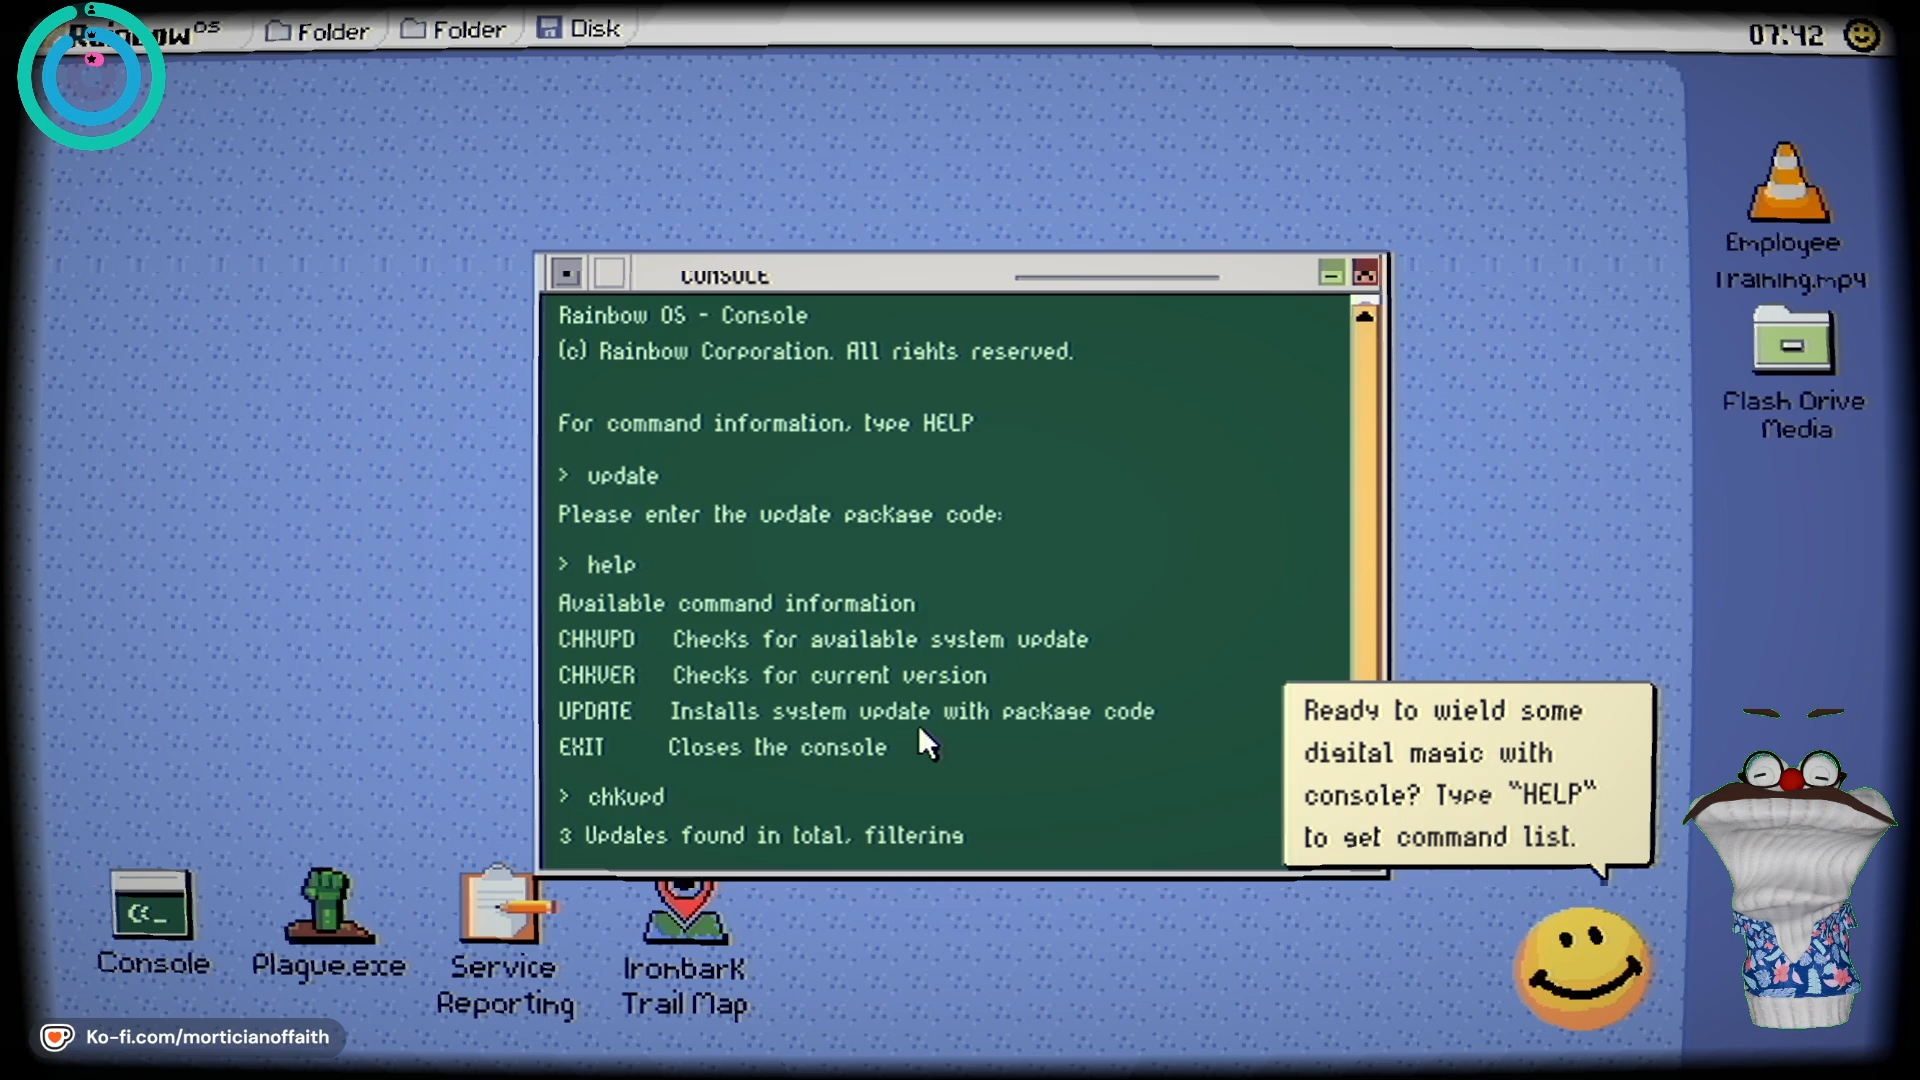 Rainbow OS
Folder
Folder
Disk
07:42
Employee
Training.mp4
Flash Drive
Media
CONSOLE
Rainbow OS - Console
(c) Rainbow Corporation. All rights reserved.
For command information, type HELP
> update
Please enter the update package code:
> help
Available command information
CHKUPD Checks for available system update
CHKVER Checks for current version
UPDATE Installs system update with package code
EXIT Closes the console
> chkupd
3 Updates found in total, filtering
Ready to wield some
digital magic with
console? Type "HELP"
to get command list.
Console
Plague.exe
Service
Reporting
Ironbark
Trail Map
Ko-fi.com/morticianoffaith